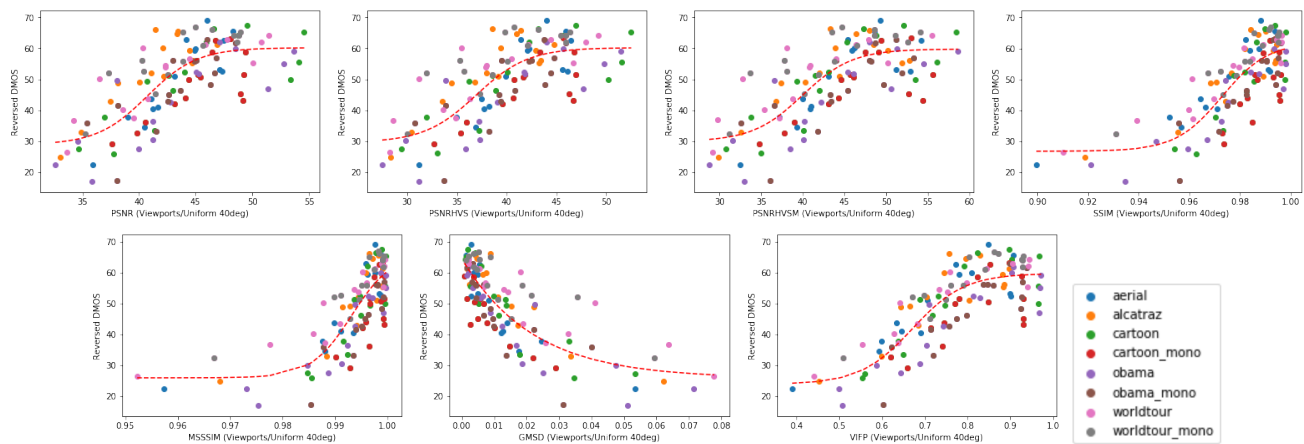 70
60
50
40
30
20
Reversed DMOS
35 40 45 50 55
PSNR (Viewports/Uniform 40deg)
70
60
50
40
30
20
Reversed DMOS
30 35 40 45 50
PSNRHVS (Viewports/Uniform 40deg)
70
60
50
40
30
20
Reversed DMOS
30 35 40 45 50 55 60
PSNRHVSM (Viewports/Uniform 40deg)
70
60
50
40
30
20
Reversed DMOS
0.90 0.92 0.94 0.96 0.98 1.00
SSIM (Viewports/Uniform 40deg)
70
60
50
40
30
20
Reversed DMOS
0.95 0.96 0.97 0.98 0.99 1.00
MSSSIM (Viewports/Uniform 40deg)
70
60
50
40
30
20
Reversed DMOS
0.00 0.01 0.02 0.03 0.04 0.05 0.06 0.07 0.08
GMSD (Viewports/Uniform 40deg)
70
60
50
40
30
20
Reversed DMOS
0.4 0.5 0.6 0.7 0.8 0.9 1.0
VIFP (Viewports/Uniform 40deg)
aerial
alcatraz
cartoon
cartoon_mono
obama
obama_mono
worldtour
worldtour_mono